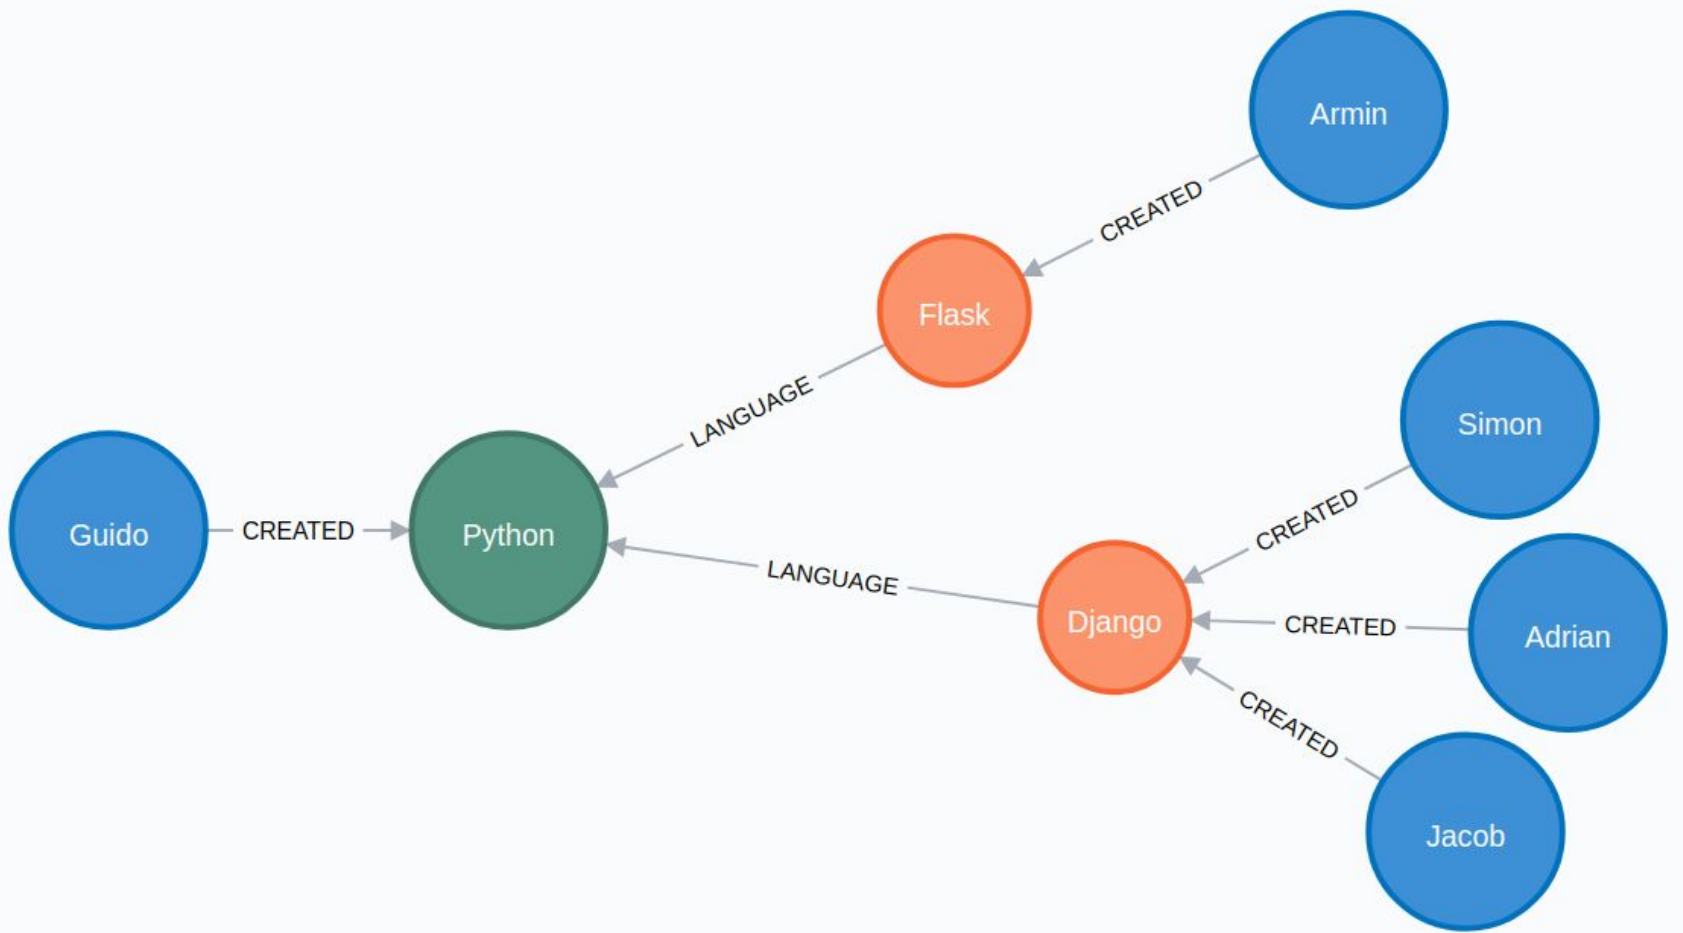 Armin
CREATED
Flask
LANGUAGE
Simon
CREATED
Guido
CREATED
Python
LANGUAGE
Django
CREATED
Adrian
CREATED
Jacob